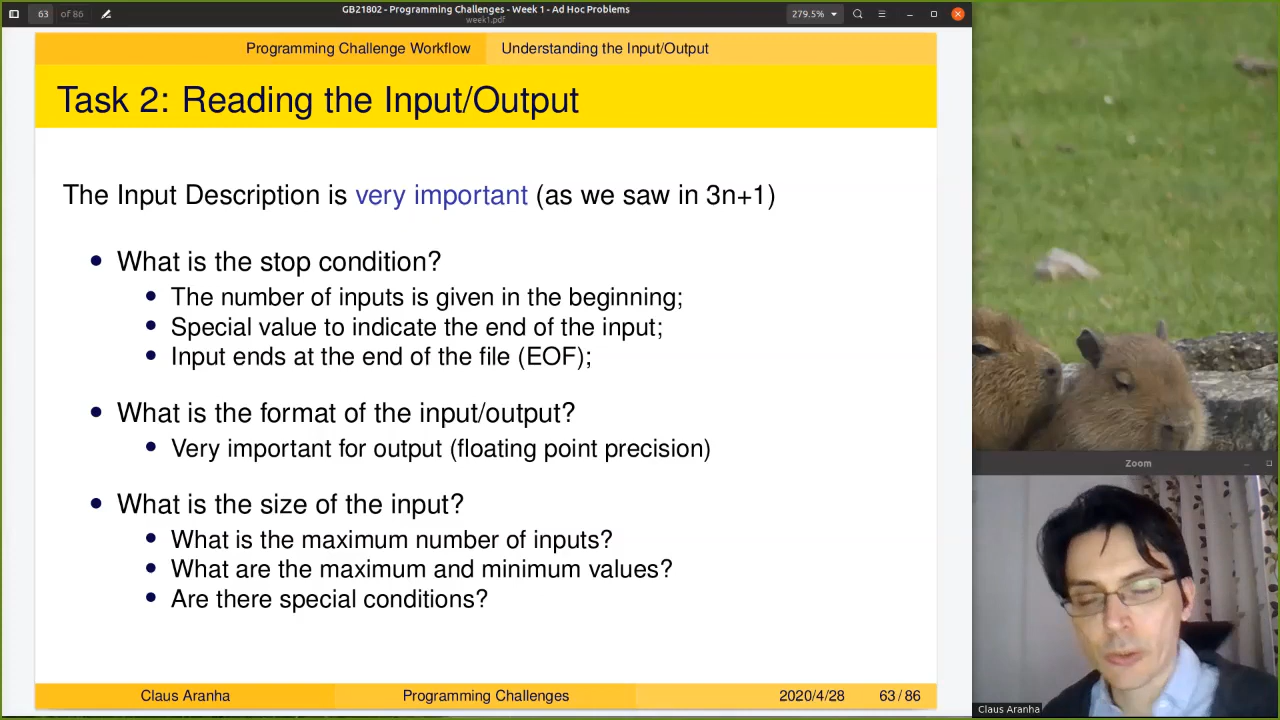 63 of 86
GB21802 - Programming Challenges - Week 1 - Ad Hoc Problems
week1.pdf
279.5%
Programming Challenge Workflow Understanding the Input/Output
Task 2: Reading the Input/Output
The Input Description is very important (as we saw in 3n+1)
What is the stop condition?
The number of inputs is given in the beginning;
Special value to indicate the end of the input;
Input ends at the end of the file (EOF);
What is the format of the input/output?
Very important for output (floating point precision)
What is the size of the input?
What is the maximum number of inputs?
What are the maximum and minimum values?
Are there special conditions?
Claus Aranha Programming Challenges 2020/4/28 63 / 86
Zoom
Claus Aranha